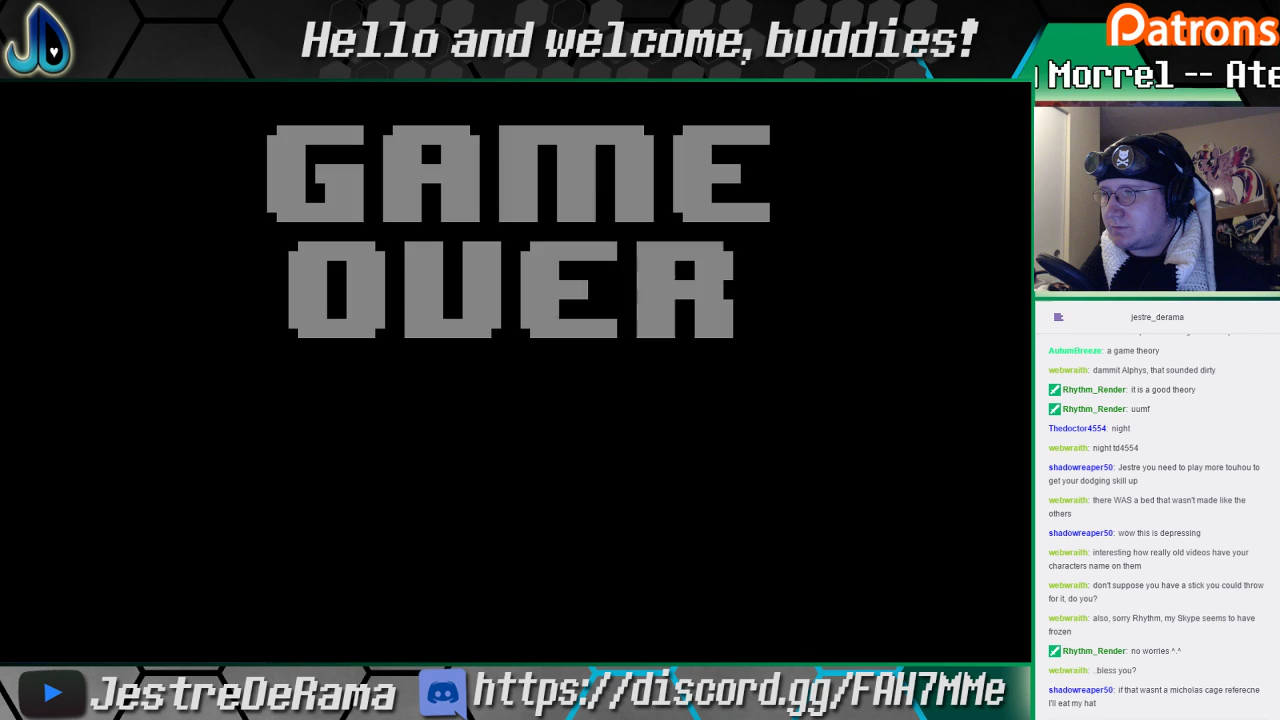 Hello and welcome, buddies!
Patrons
Morrel -- Ate
GAME
OVER
jestre_derama
AutumBreeze: a game theory
webwraith: dammit Alphys, that sounded dirty
Rhythm_Render: it is a good theory
Rhythm_Render: uumf
Thedoctor4554: night
webwraith: night td4554
shadowreaper50: Jestre you need to play more touhou to
get your dodging skill up
webwraith: there WAS a bed that wasn't made like the
others
shadowreaper50: wow this is depressing
webwraith: interesting how really old videos have your
characters name on them
webwraith: don't suppose you have a stick you could throw
for it, do you?
webwraith: also, sorry Rhythm, my Skype seems to have
frozen
Rhythm_Render: no worries ^.^
webwraith: ..bless you?
shadowreaper50: if that wasnt a micholas cage referecne
I'll eat my hat
JestreDeRama
https://discord.gg/FAH7MMe